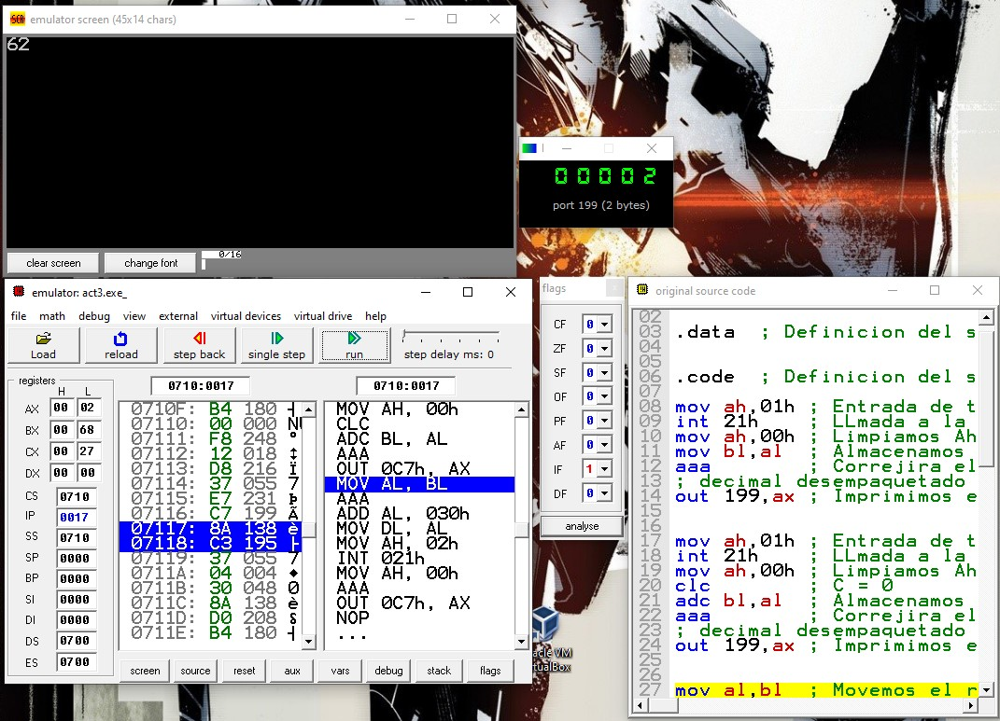 emulator screen (45x14 chars)
62
clear screen
change font
0/16
00002
port 199 (2 bytes)
emulator: act3.exe_
file math debug view external virtual devices virtual drive help
Load
reload
step back
single step
run
step delay ms: 0
registers
H L
AX 00 02
BX 00 68
CX 00 27
DX 00 00
CS 0710
IP 0017
SS 0710
SP 0000
BP 0000
SI 0000
DI 0000
DS 0700
ES 0700
0710:0017
0710F: B4 180 ┤
07110: 00 000 NU
07111: F8 248 °
07112: 12 018 ↕
07113: D8 216 Ï
07114: 37 055 7
07115: E7 231 Þ
07116: C7 199 Ã
07117: 8A 138 è
07118: C3 195 ├
07119: 37 055 7
0711A: 04 004 ♦
0711B: 30 048 0
0711C: 8A 138 è
0711D: D0 208
0711E: B4 180 ┤
0710:0017
MOV AH, 00h
CLC
ADC BL, AL
AAA
OUT 0C7h, AX
MOV AL, BL
AAA
ADD AL, 030h
MOV DL, AL
MOV AH, 02h
INT 021h
MOV AH, 00h
AAA
OUT 0C7h, AX
NOP
...
screen source reset aux vars debug stack flags
flags
CF 0
ZF 0
SF 0
OF 0
PF 0
AF 0
IF 1
DF 0
analyse
original source code
02
03 .data ; Definicion del s
04
05
06 .code ; Definicion del s
07
08 mov ah,01h ; Entrada de t
09 int 21h ; LLmada a la
10 mov ah,00h ; Limpiamos Ah
11 mov bl,al ; Almacenamos
12 aaa ; Correjira el
13 ; decimal desempaquetado
14 out 199,ax ; Imprimimos e
15
16
17 mov ah,01h ; Entrada de t
18 int 21h ; LLmada a la
19 mov ah,00h ; Limpiamos Ah
20 clc ; C = 0
21 adc bl,al ; Almacenamos
22 aaa ; Correjira el
23 ; decimal desempaquetado
24 out 199,ax ; Imprimimos e
25
26
27 mov al,bl ; Movemos el r
acle VM
tualBox